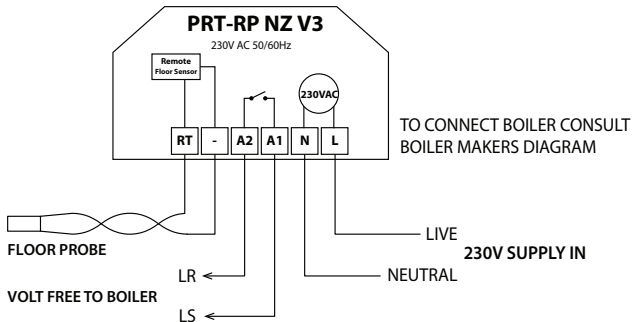 PRT-RP NZ V3
230V AC 50/60Hz
Remote
Floor Sensor
230VAC
RT - A2 A1 N L
TO CONNECT BOILER CONSULT
BOILER MAKERS DIAGRAM
FLOOR PROBE
LIVE
230V SUPPLY IN
NEUTRAL
LR
VOLT FREE TO BOILER
LS